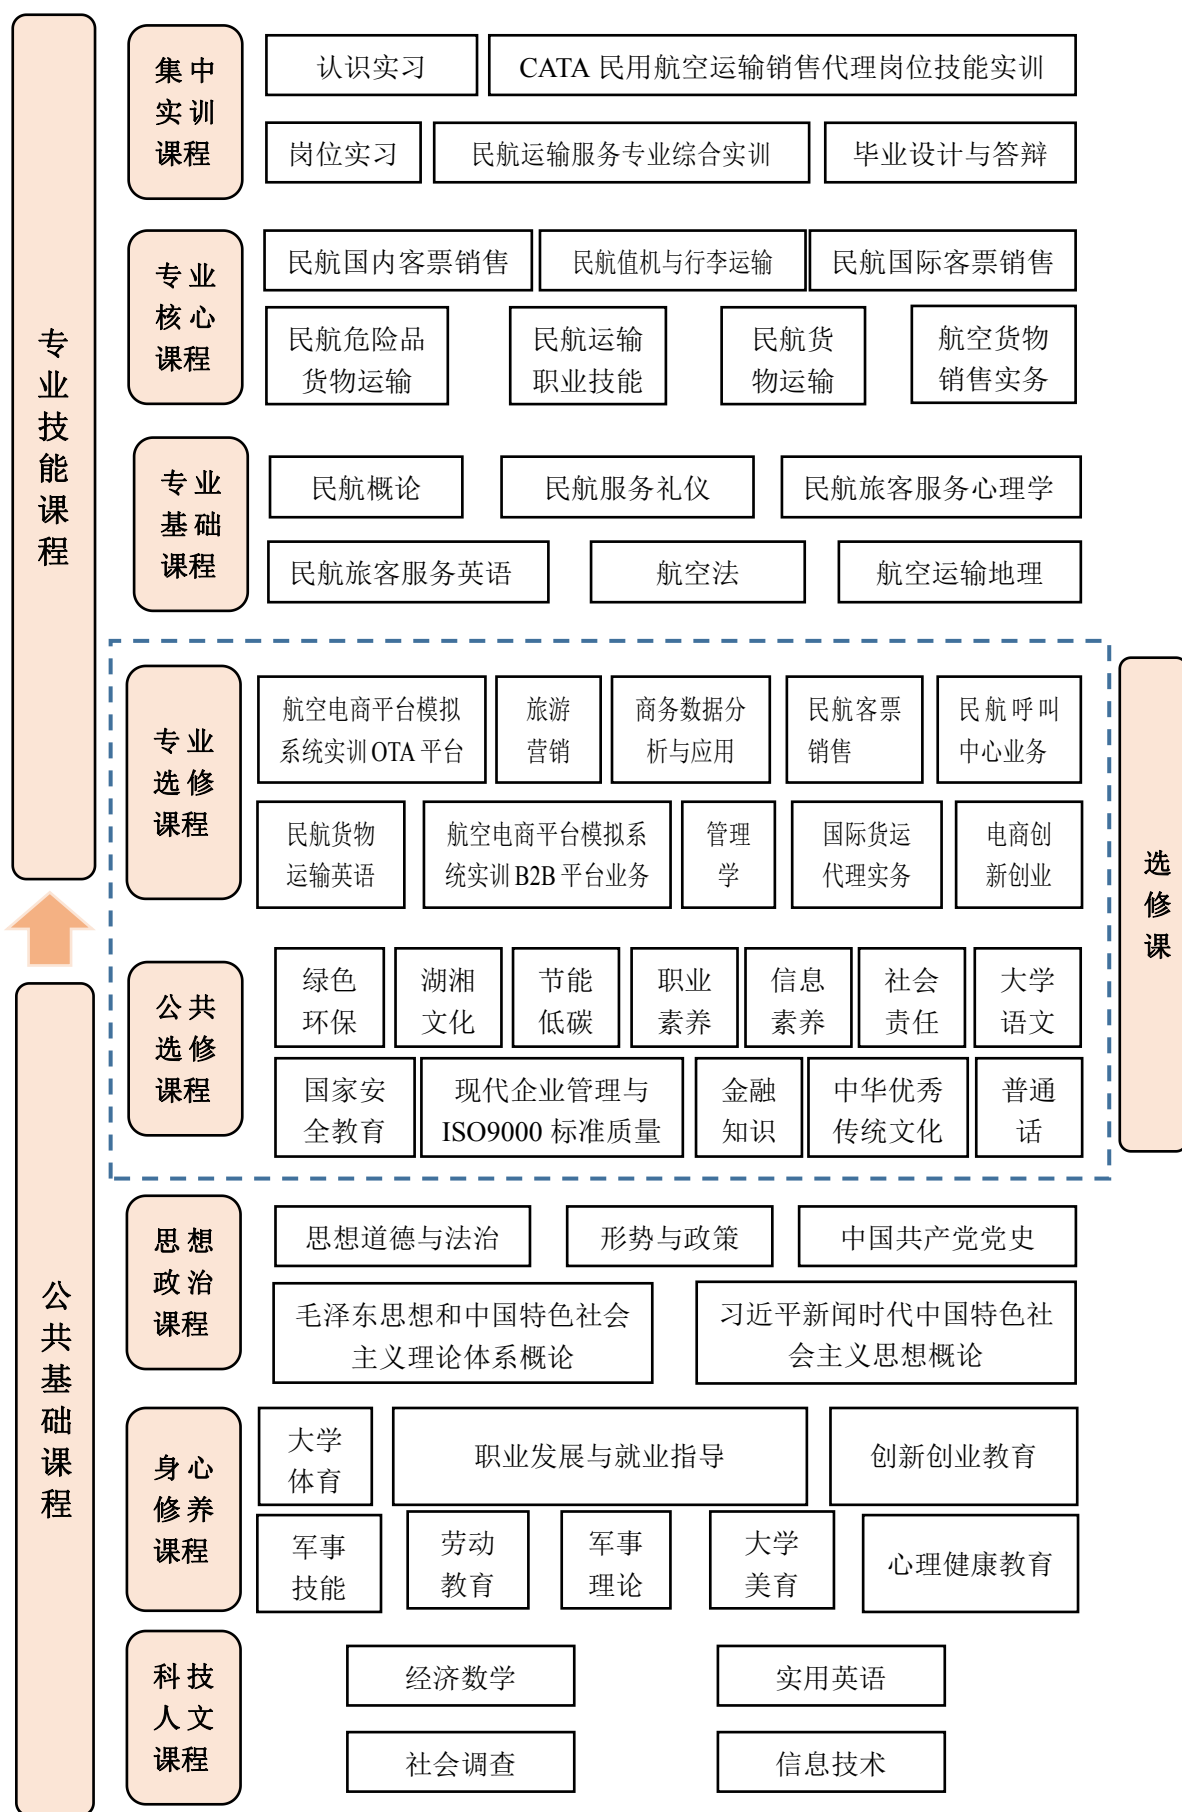 专业技能课程
集中
实训
课程
认识实习
CATA 民用航空运输销售代理岗位技能实训
岗位实习
民航运输服务专业综合实训
毕业设计与答辩
专业
核心
课程
民航国内客票销售
民航值机与行李运输
民航国际客票销售
民航危险品
货物运输
民航运输
职业技能
民航货
物运输
航空货物
销售实务
专业
基础
课程
民航概论
民航服务礼仪
民航旅客服务心理学
民航旅客服务英语
航空法
航空运输地理
选修课
专业
选修
课程
航空电商平台模拟
系统实训 OTA 平台
旅游
营销
商务数据分
析与应用
民航客票
销售
民航呼叫
中心业务
民航货物
运输英语
航空电商平台模拟系
统实训 B2B 平台业务
管理
学
国际货运
代理实务
电商创
新创业
公共
选修
课程
绿色
环保
湖湘
文化
节能
低碳
职业
素养
信息
素养
社会
责任
大学
语文
国家安
全教育
现代企业管理与
ISO9000 标准质量
金融
知识
中华优秀
传统文化
普通
话
公共基础课程
思想
政治
课程
思想道德与法治
形势与政策
中国共产党党史
毛泽东思想和中国特色社会
主义理论体系概论
习近平新闻时代中国特色社
会主义思想概论
身心
修养
课程
大学
体育
职业发展与就业指导
创新创业教育
军事
技能
劳动
教育
军事
理论
大学
美育
心理健康教育
科技
人文
课程
经济数学
实用英语
社会调查
信息技术